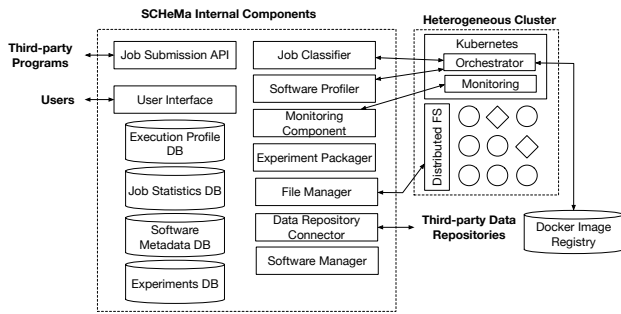 SCHeMa Internal Components
Heterogeneous Cluster
Third-party
Programs
Job Submission API
Users
User Interface
Execution Profile
DB
Job Statistics DB
Software
Metadata DB
Experiments DB
Job Classifier
Software Profiler
Monitoring
Component
Experiment Packager
File Manager
Data Repository
Connector
Software Manager
Kubernetes
Orchestrator
Monitoring
Distributed FS
Third-party Data
Repositories
Docker Image
Registry